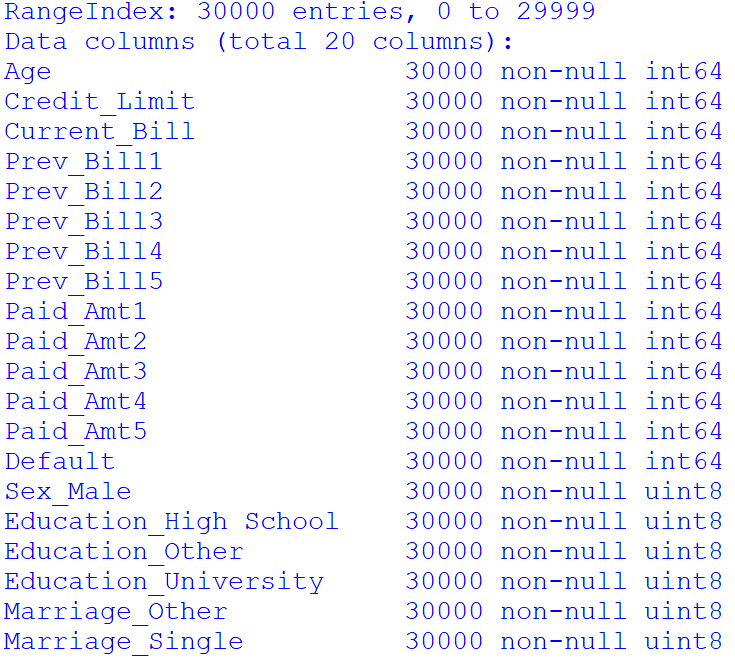 RangeIndex: 30000 entries, 0 to 29999
Data columns (total 20 columns):
Age                      30000 non-null int64
Credit_Limit             30000 non-null int64
Current_Bill             30000 non-null int64
Prev_Bill1               30000 non-null int64
Prev_Bill2               30000 non-null int64
Prev_Bill3               30000 non-null int64
Prev_Bill4               30000 non-null int64
Prev_Bill5               30000 non-null int64
Paid_Amt1                30000 non-null int64
Paid_Amt2                30000 non-null int64
Paid_Amt3                30000 non-null int64
Paid_Amt4                30000 non-null int64
Paid_Amt5                30000 non-null int64
Default                  30000 non-null int64
Sex_Male                 30000 non-null uint8
Education_High School    30000 non-null uint8
Education_Other          30000 non-null uint8
Education_University     30000 non-null uint8
Marriage_Other           30000 non-null uint8
Marriage_Single          30000 non-null uint8